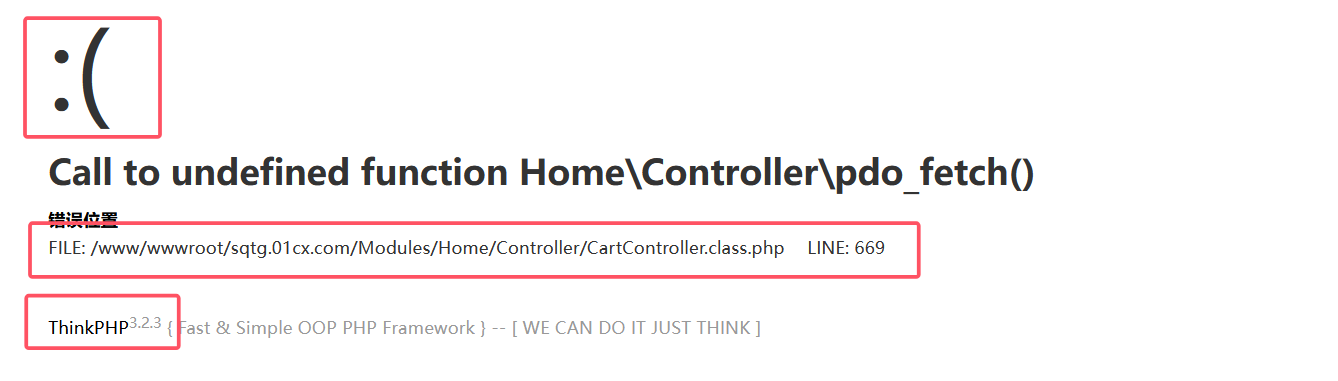 :(
Call to undefined function Home\Controller\pdo_fetch()
错误位置
FILE: /www/wwwroot/sqtg.01cx.com/Modules/Home/Controller/CartController.class.php LINE: 669
ThinkPHP3.2.3 { Fast & Simple OOP PHP Framework } -- [ WE CAN DO IT JUST THINK ]